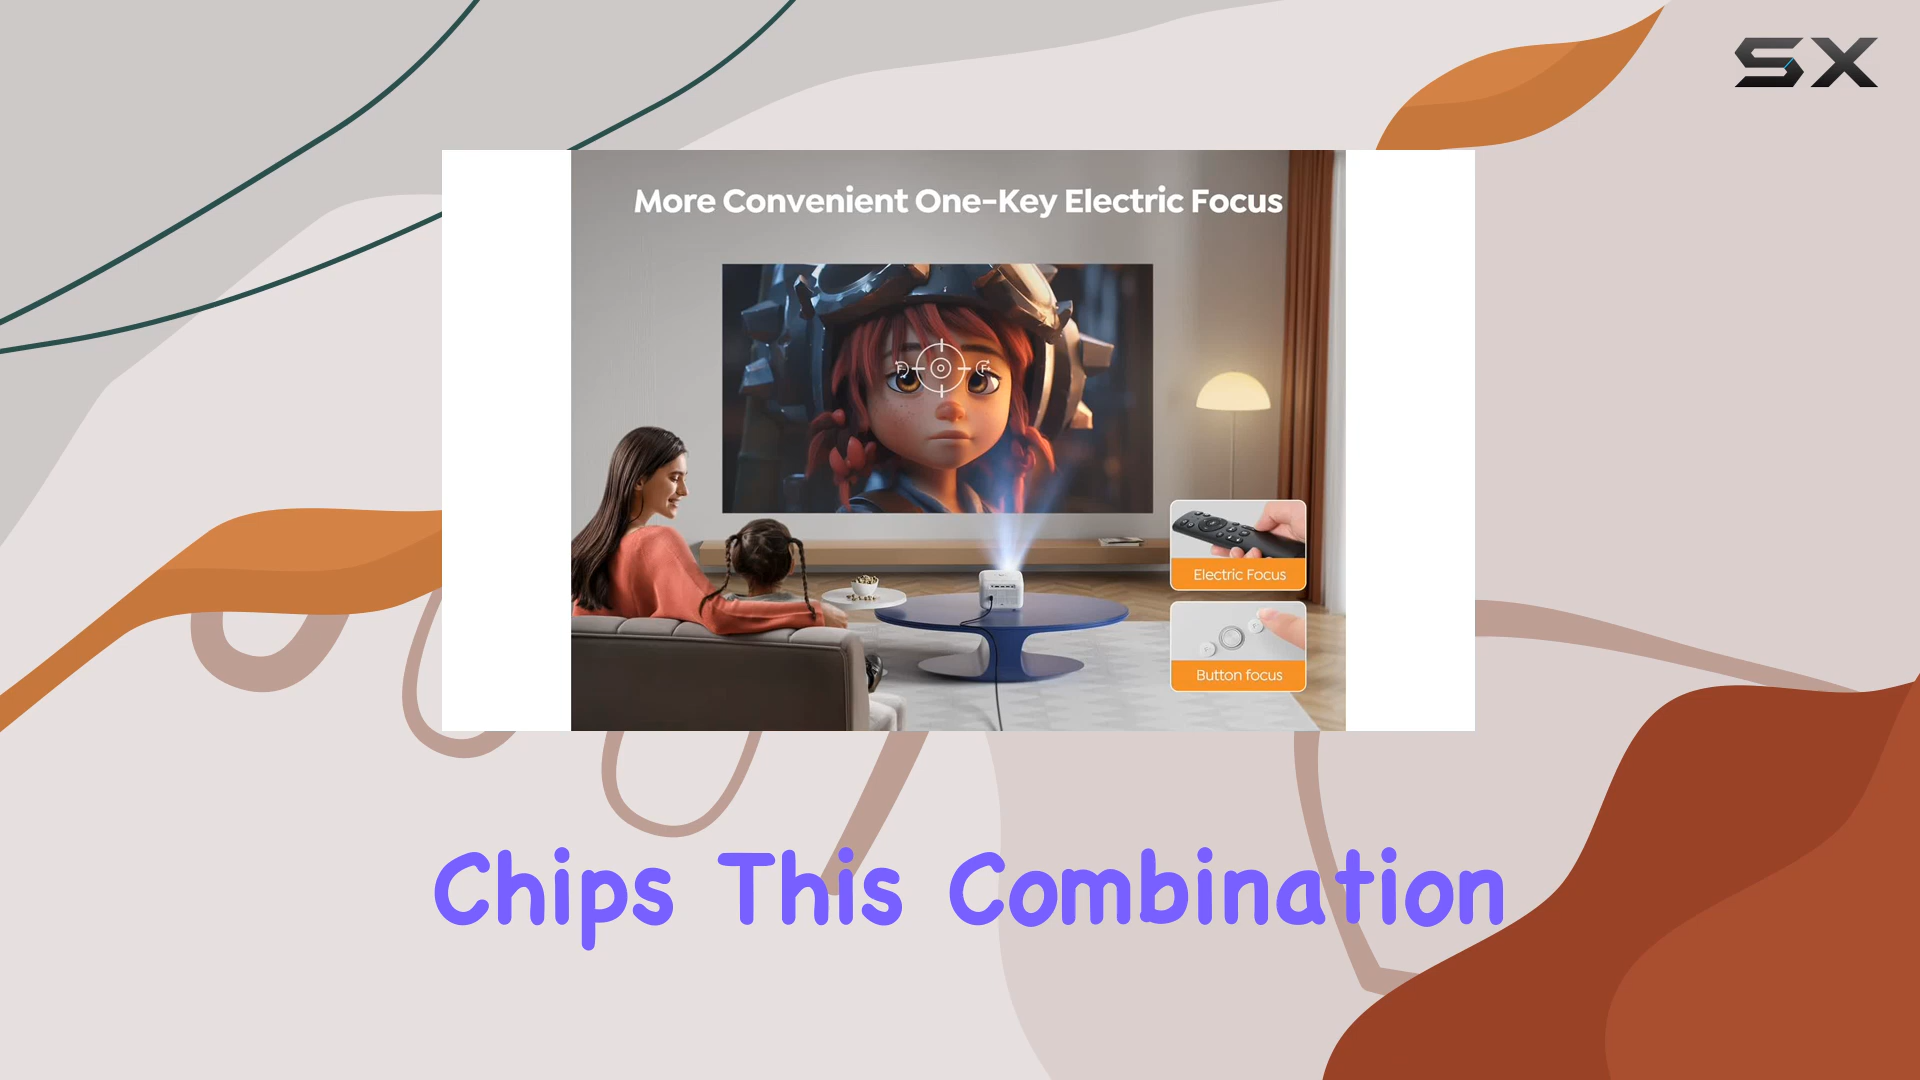 SX
More Convenient One-Key Electric Focus
Electric Focus
Button focus
Chips This Combination